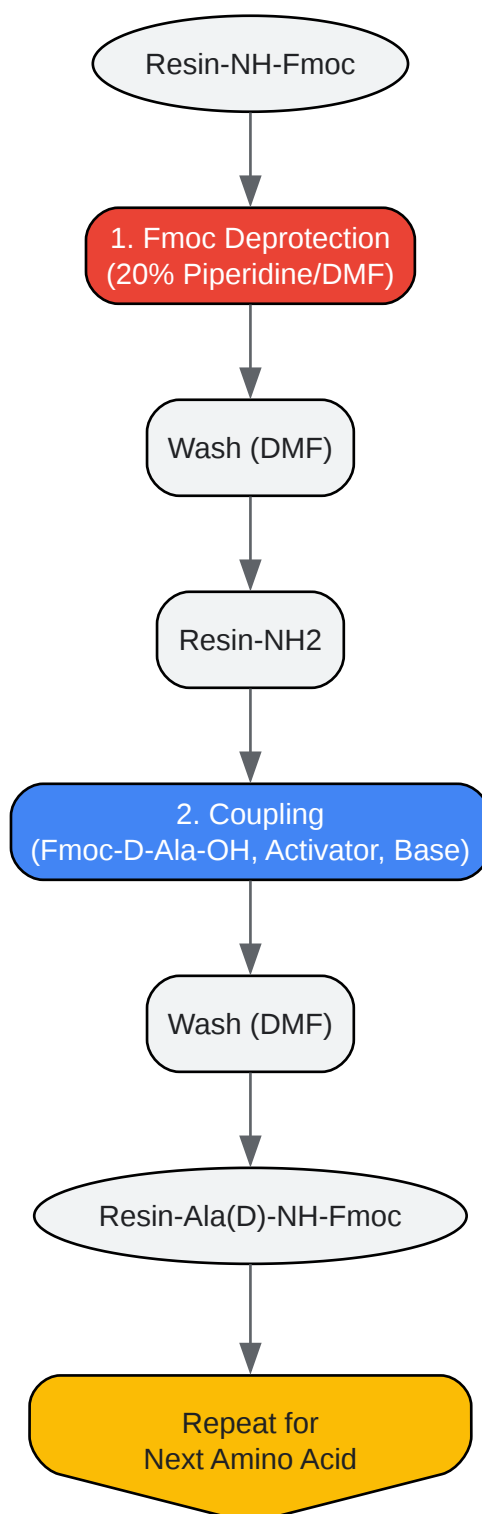 Resin-NH-Fmoc
1. Fmoc Deprotection
(20% Piperidine/DMF)
Wash (DMF)
Resin-NH2
2. Coupling
(Fmoc-D-Ala-OH, Activator, Base)
Wash (DMF)
Resin-Ala(D)-NH-Fmoc
Repeat for
Next Amino Acid